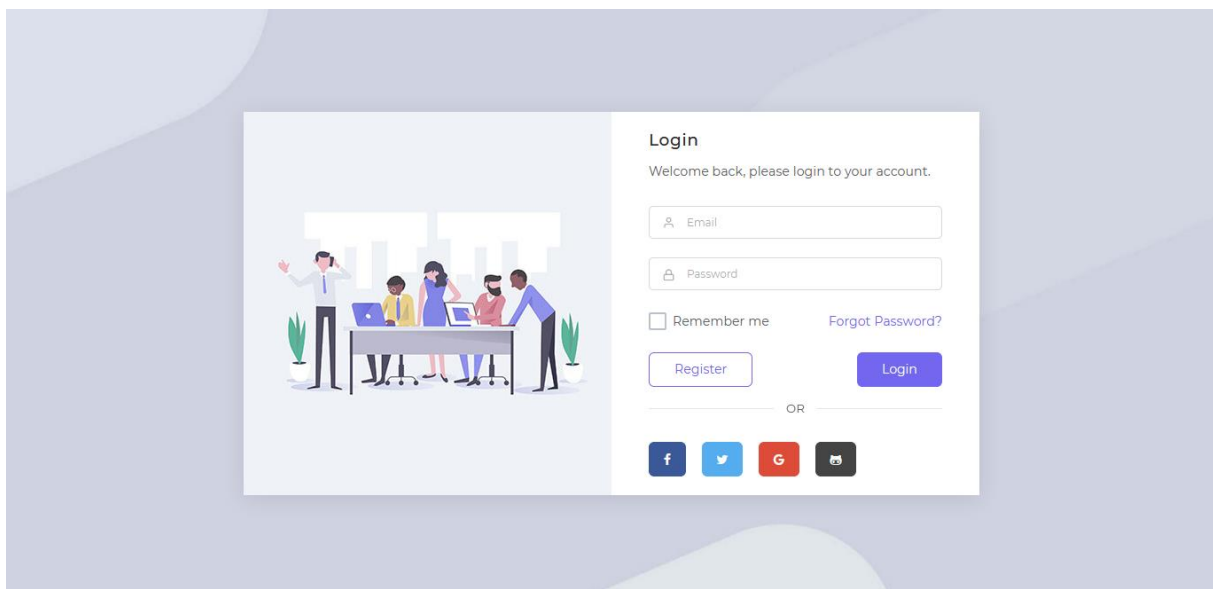 Login
Welcome back, please login to your account.
Email
Password
Remember me Forgot Password?
Register Login
OR
f G